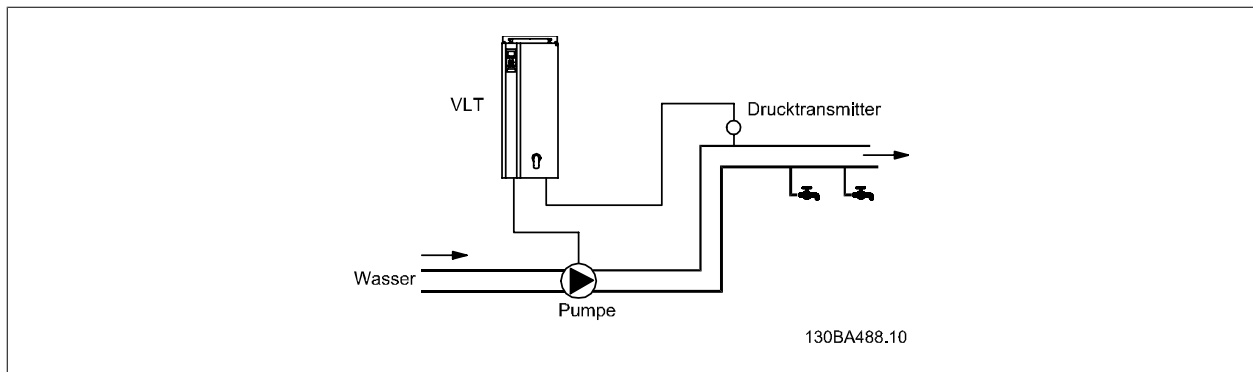 VLT
Drucktransmitter
Wasser
Pumpe
130BA488.10